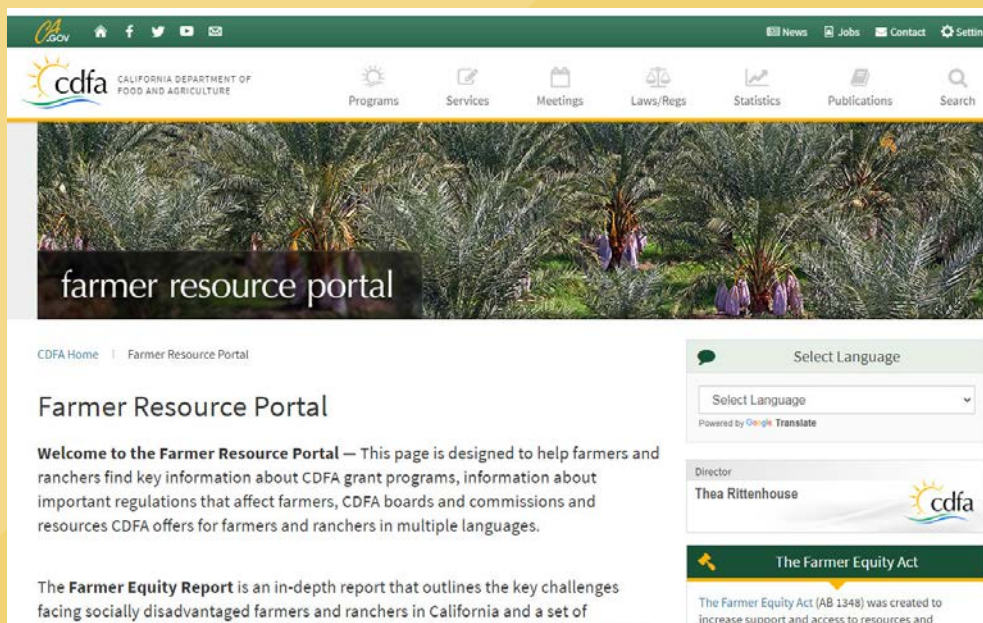 CA.GOV
News Jobs Contact
cdfa CALIFORNIA DEPARTMENT OF
FOOD AND AGRICULTURE
Programs Services Meetings Laws/Regs Statistics Publications Search
farmer resource portal
CDFA Home | Farmer Resource Portal
Farmer Resource Portal
Welcome to the Farmer Resource Portal — This page is designed to help farmers and
ranchers find key information about CDFA grant programs, information about
important regulations that affect farmers, CDFA boards and commissions and
resources CDFA offers for farmers and ranchers in multiple languages.
The Farmer Equity Report is an in-depth report that outlines the key challenges
facing socially disadvantaged farmers and ranchers in California and a set of
Select Language
Select Language
Powered by Google Translate
Director
Thea Rittenhouse
cdfa
The Farmer Equity Act
The Farmer Equity Act (AB 1348) was created to
increase support and access to resources and